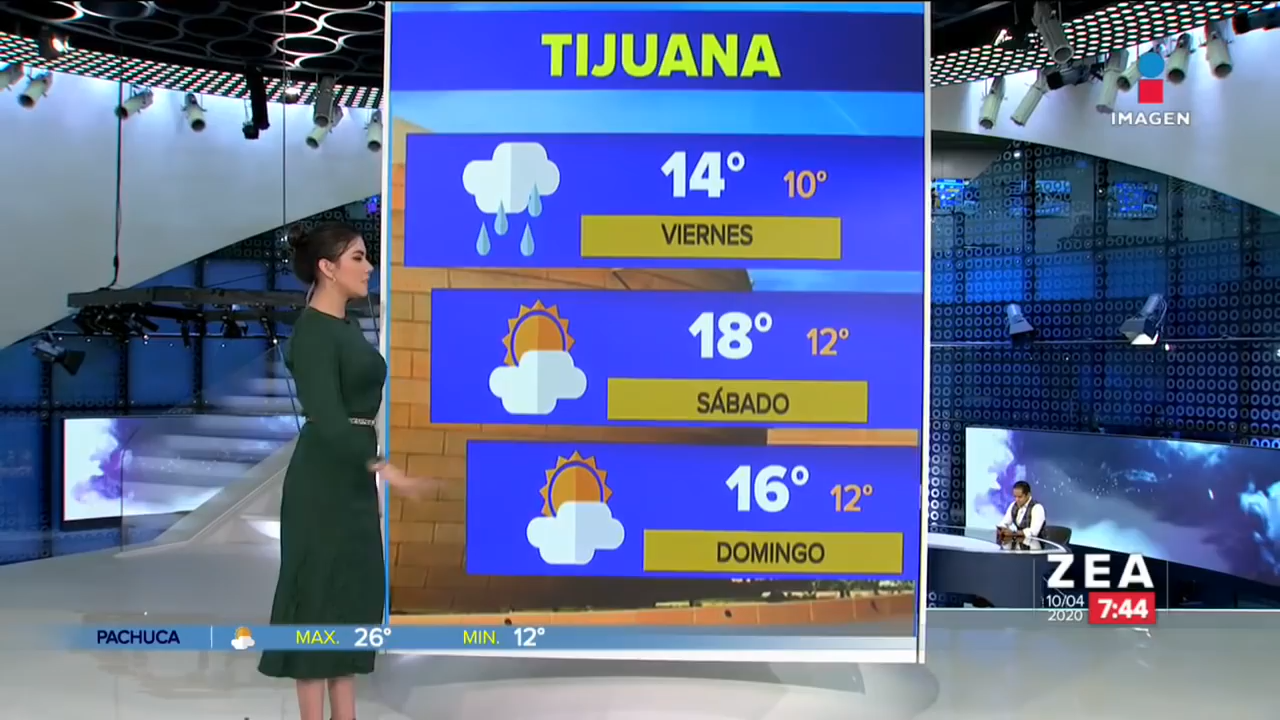 TIJUANA
IMAGEN
14° 10°
VIERNES
18° 12°
SÁBADO
16° 12°
DOMINGO
ZEA
10/04
2020
7:44
PACHUCA MAX. 26° MIN. 12°